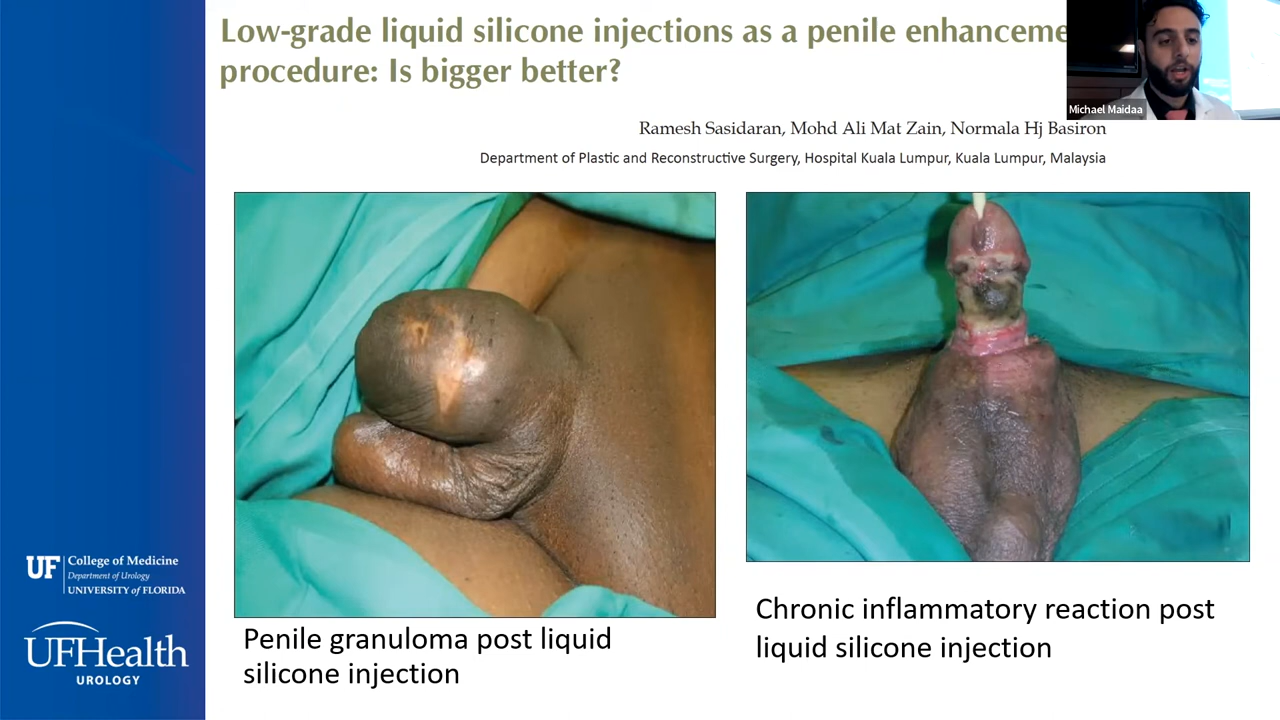 Low-grade liquid silicone injections as a penile enhanceme
procedure: Is bigger better?
Michael Maidaa
Ramesh Sasidaran, Mohd Ali Mat Zain, Normala Hj Basiron
Department of Plastic and Reconstructive Surgery, Hospital Kuala Lumpur, Kuala Lumpur, Malaysia
Penile granuloma post liquid
silicone injection
Chronic inflammatory reaction post
liquid silicone injection
UF College of Medicine
Department of Urology
UNIVERSITY of FLORIDA
UFHealth
UROLOGY